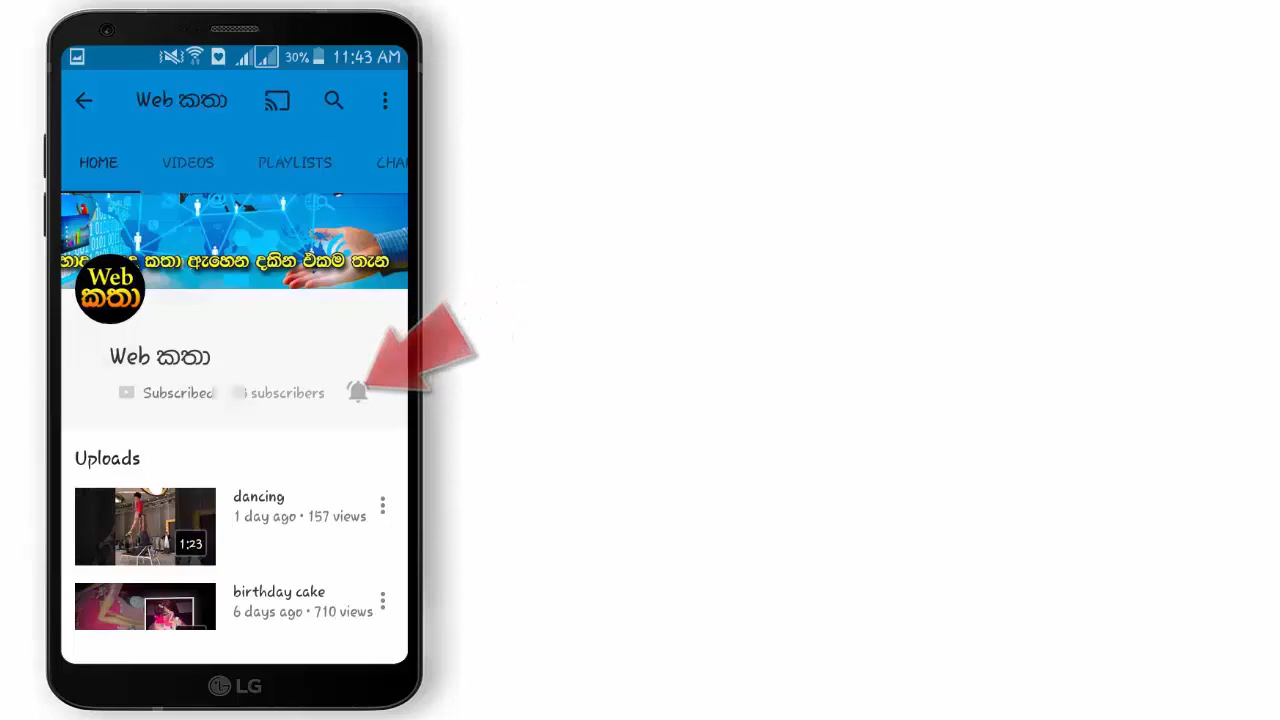 30% 11:43 AM
Web කතා
HOME VIDEOS PLAYLISTS CHA
කතා ඇහෙන දකින එකම තැන
Web
කතා
Web කතා
Subscribed subscribers
Uploads
dancing
1 day ago • 157 views
1:23
birthday cake
6 days ago • 710 views
LG